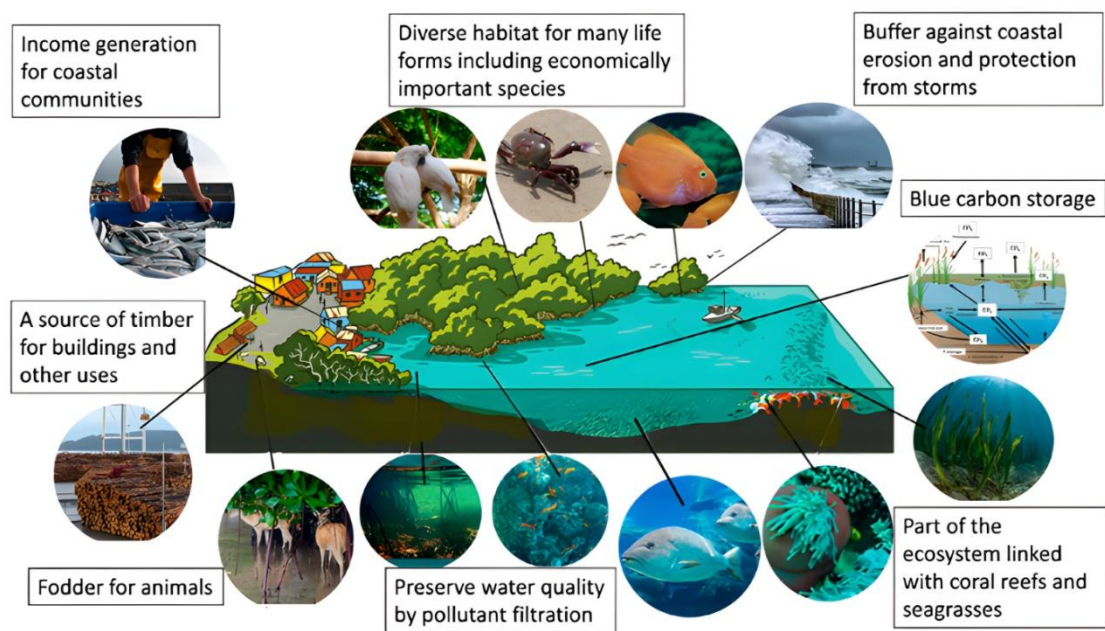 Income generation
for coastal
communities
Diverse habitat for many life
forms including economically
important species
Buffer against coastal
erosion and protection
from storms
Blue carbon storage
A source of timber
for buildings and
other uses
Fodder for animals
Preserve water quality
by pollutant filtration
Part of the
ecosystem linked
with coral reefs and
seagrasses